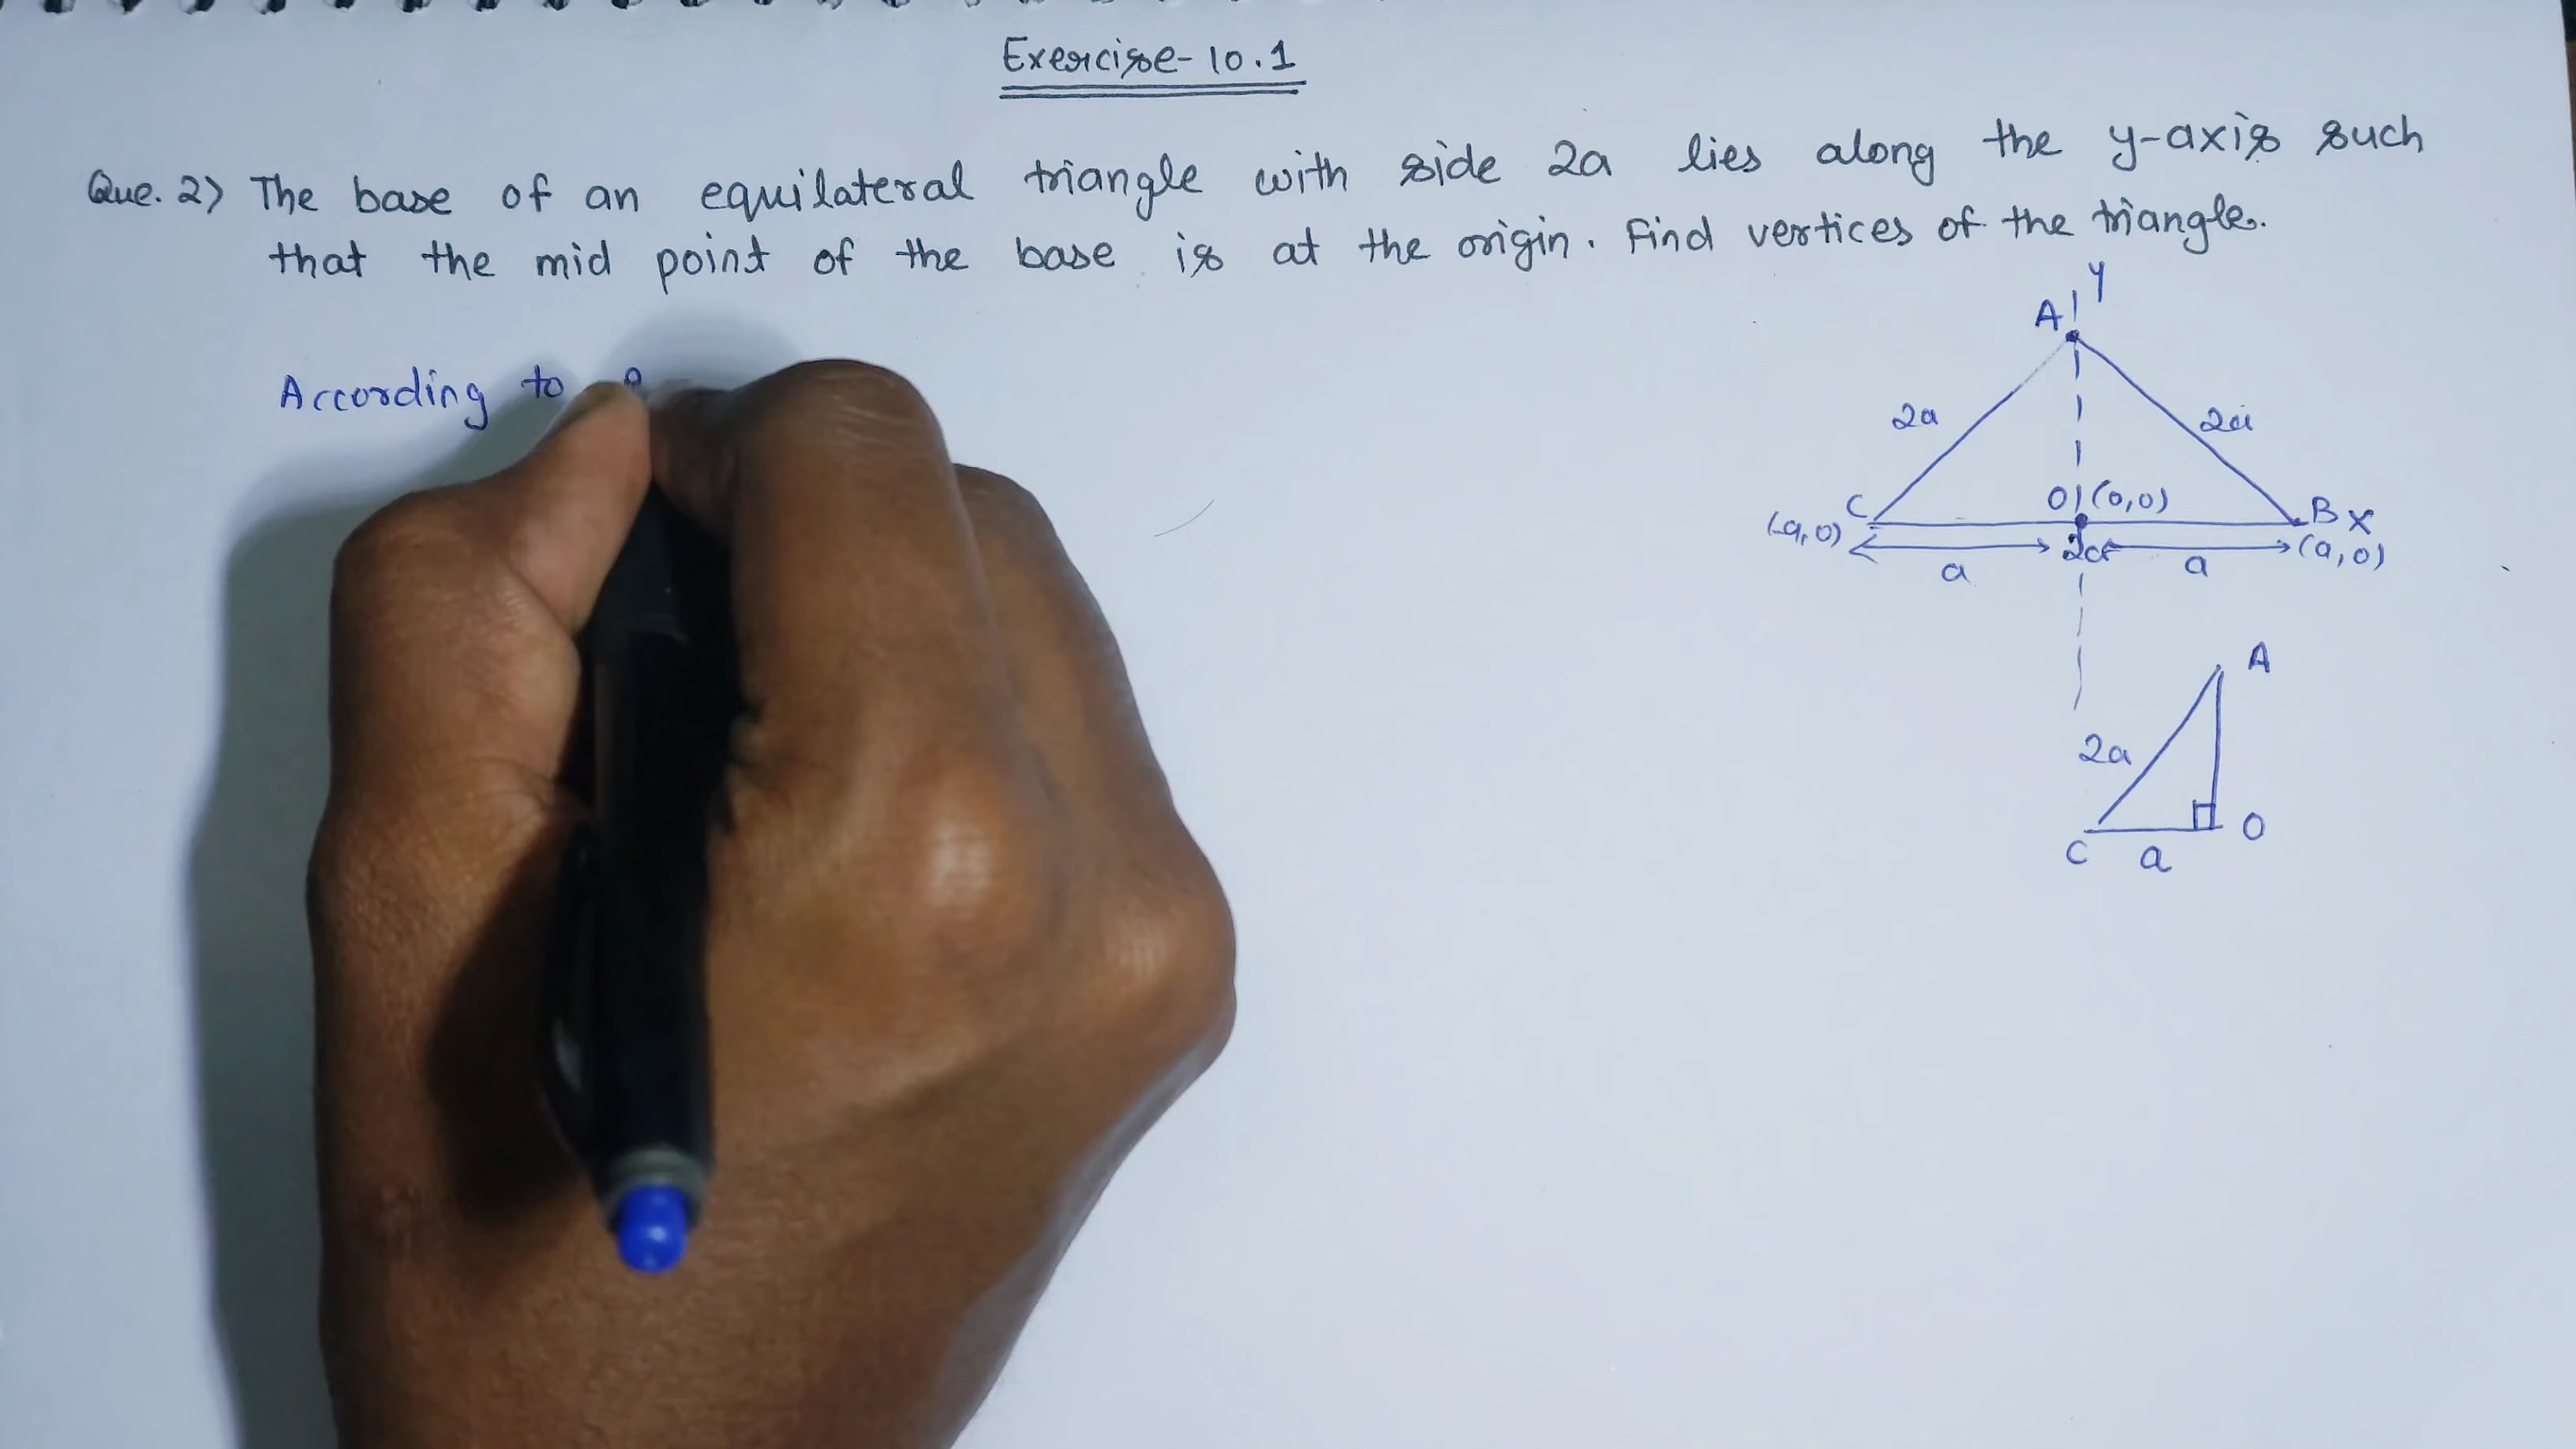 Exercise-10.1
Que. 2) The base of an equilateral triangle with side 2a lies along the y-axis such
that the mid point of the base is at the origin. Find vertices of the triangle.
According to
A Y
2a 2a
C O (0,0) B X
(-a,0) 2a (a,0)
a a
A
2a
C a O